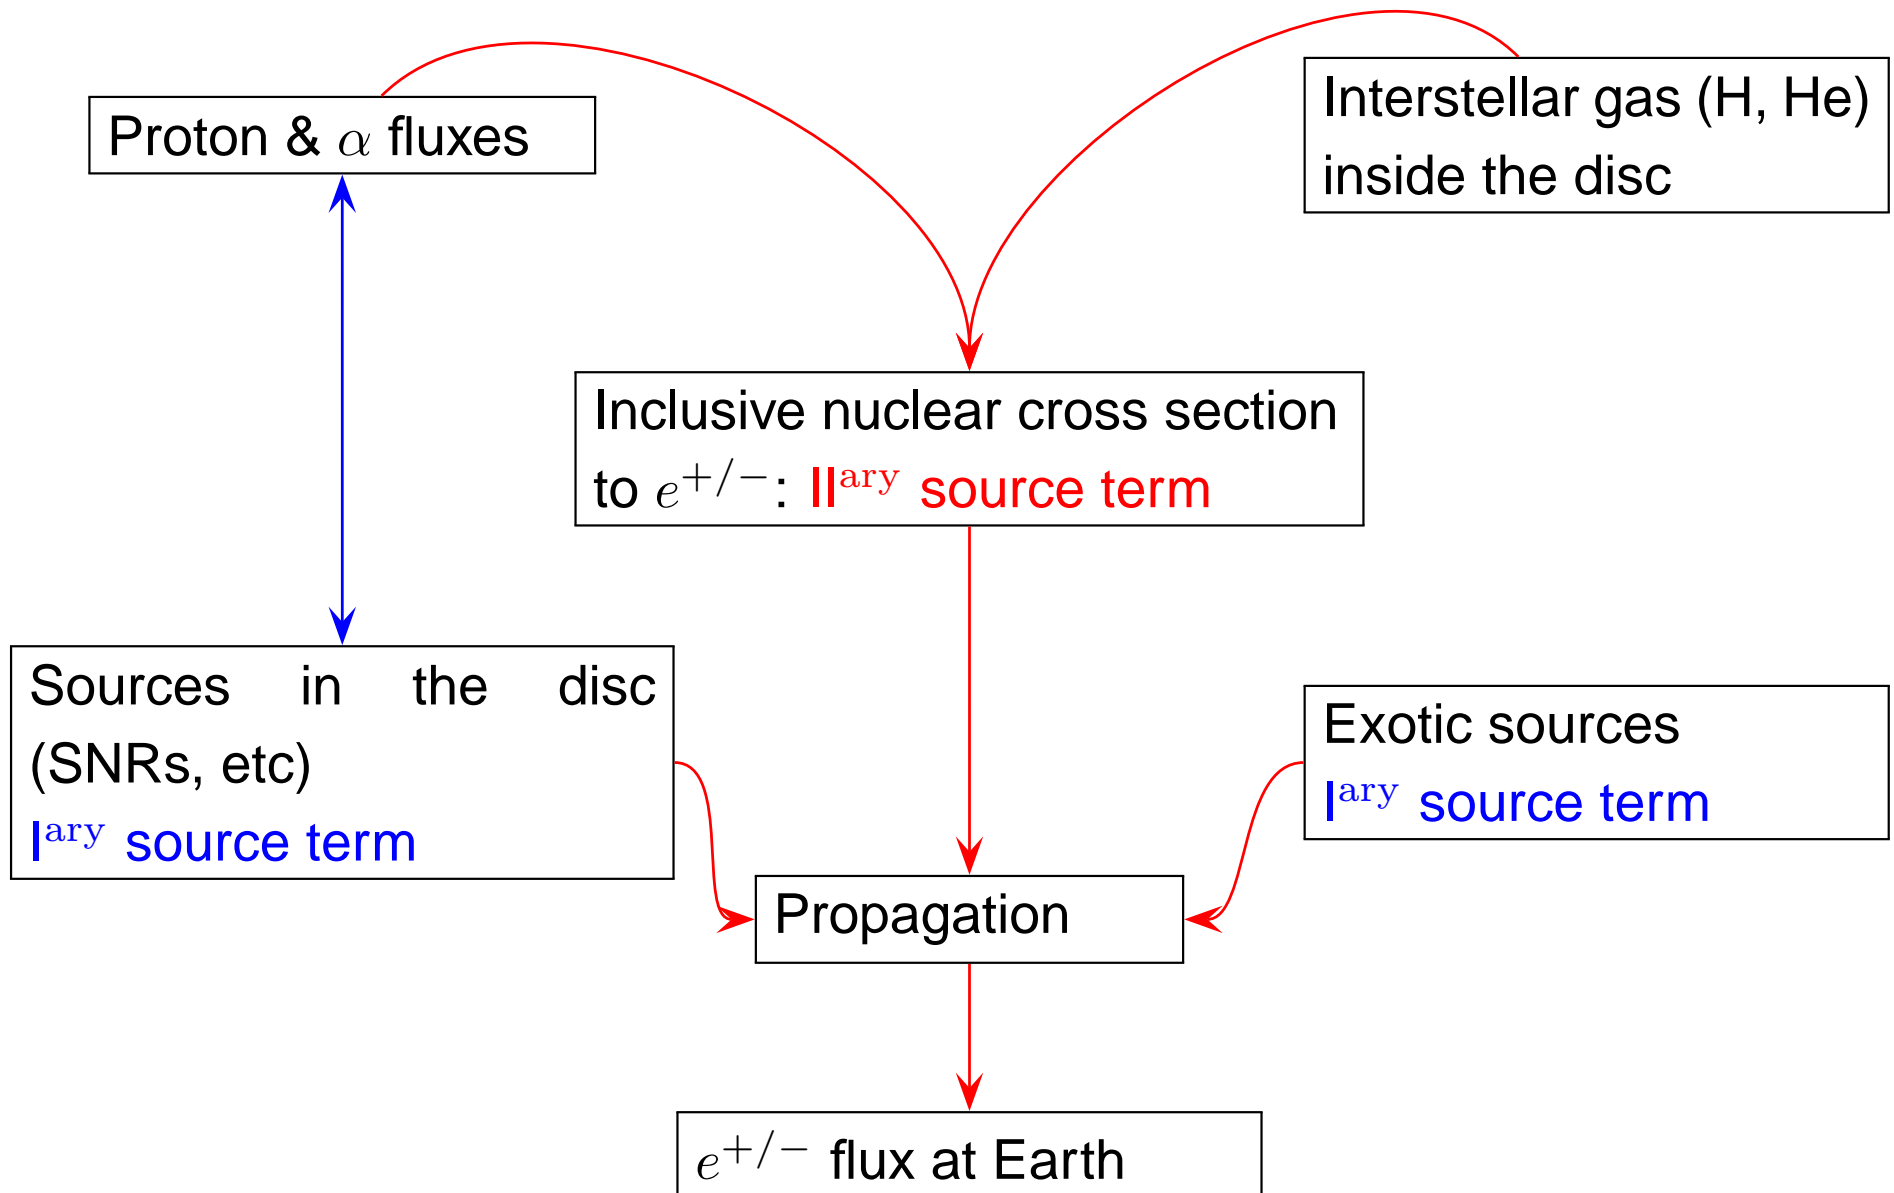 Proton & α fluxes
Interstellar gas (H, He)
inside the disc
Inclusive nuclear cross section
to e⁺/⁻: IIᵃʳʸ source term
Sources in the disc
(SNRs, etc)
Iᵃʳʸ source term
Exotic sources
Iᵃʳʸ source term
Propagation
e⁺/⁻ flux at Earth